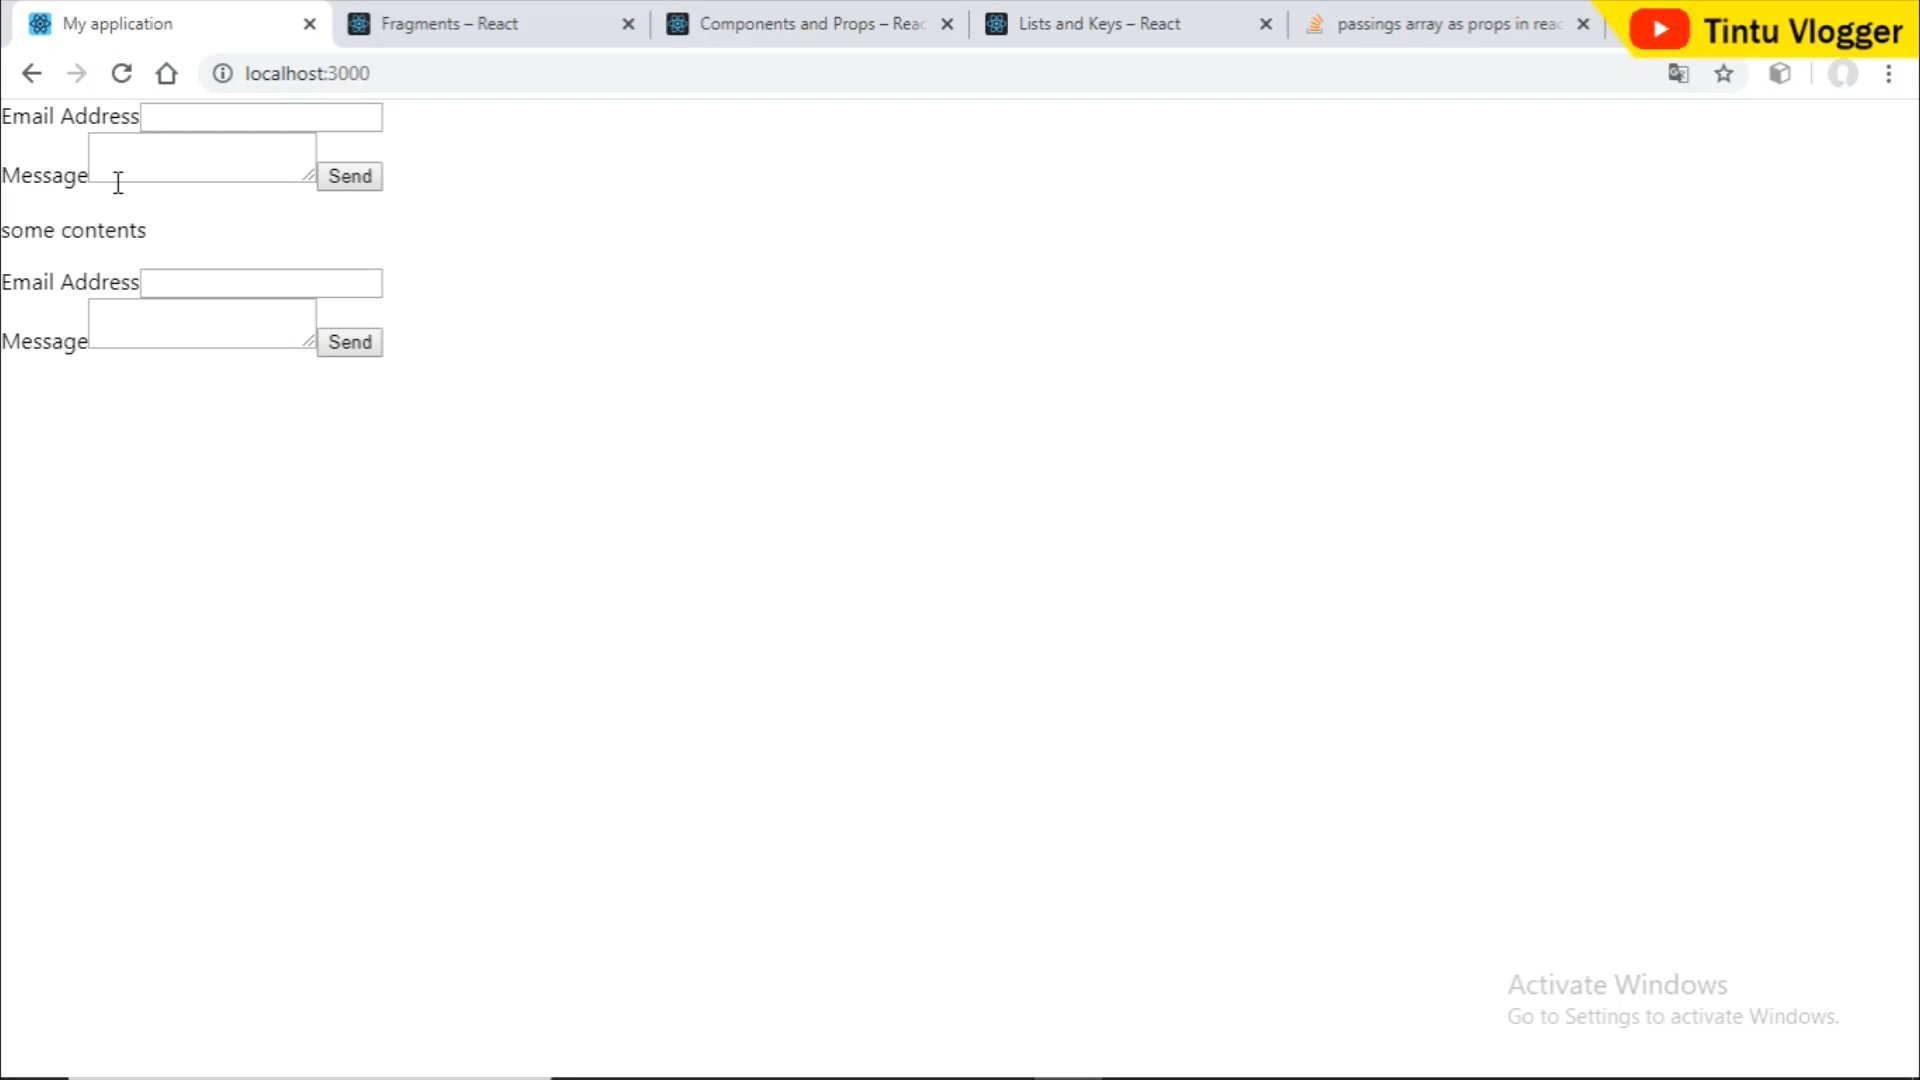 My application
Fragments – React
Components and Props – Reac
Lists and Keys – React
passings array as props in reac
Tintu Vlogger
localhost:3000
Email Address
Message
Send
some contents
Email Address
Message
Send
Activate Windows
Go to Settings to activate Windows.